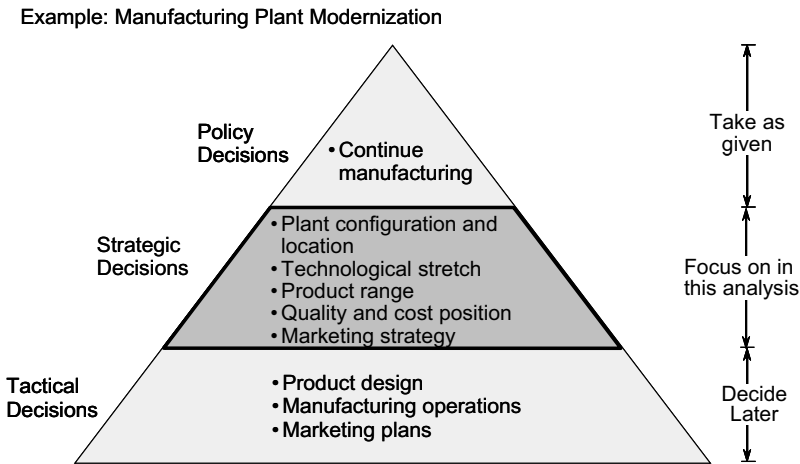 Example: Manufacturing Plant Modernization
Policy
Decisions
• Continue
manufacturing
Take as
given
Strategic
Decisions
• Plant configuration and
location
• Technological stretch
• Product range
• Quality and cost position
• Marketing strategy
Focus on in
this analysis
Tactical
Decisions
• Product design
• Manufacturing operations
• Marketing plans
Decide
Later